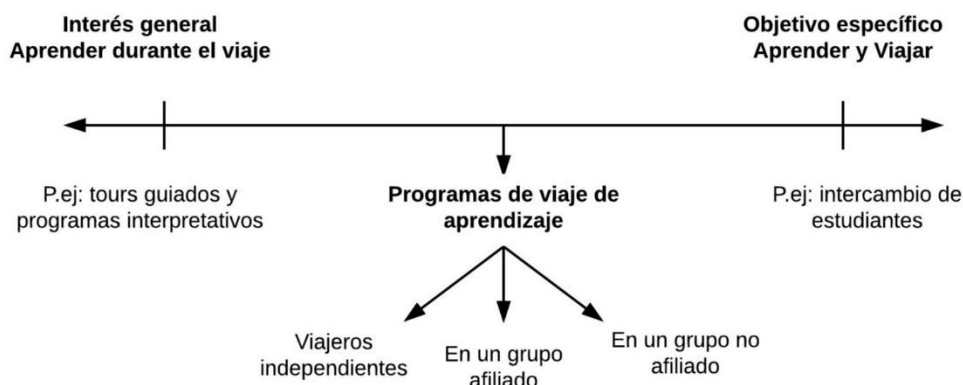 Interés general
Aprender durante el viaje
Objetivo específico
Aprender y Viajar
P.ej: tours guiados y
programas interpretativos
Programas de viaje de
aprendizaje
P.ej: intercambio de
estudiantes
Viajeros
independientes
En un grupo
afiliado
En un grupo no
afiliado